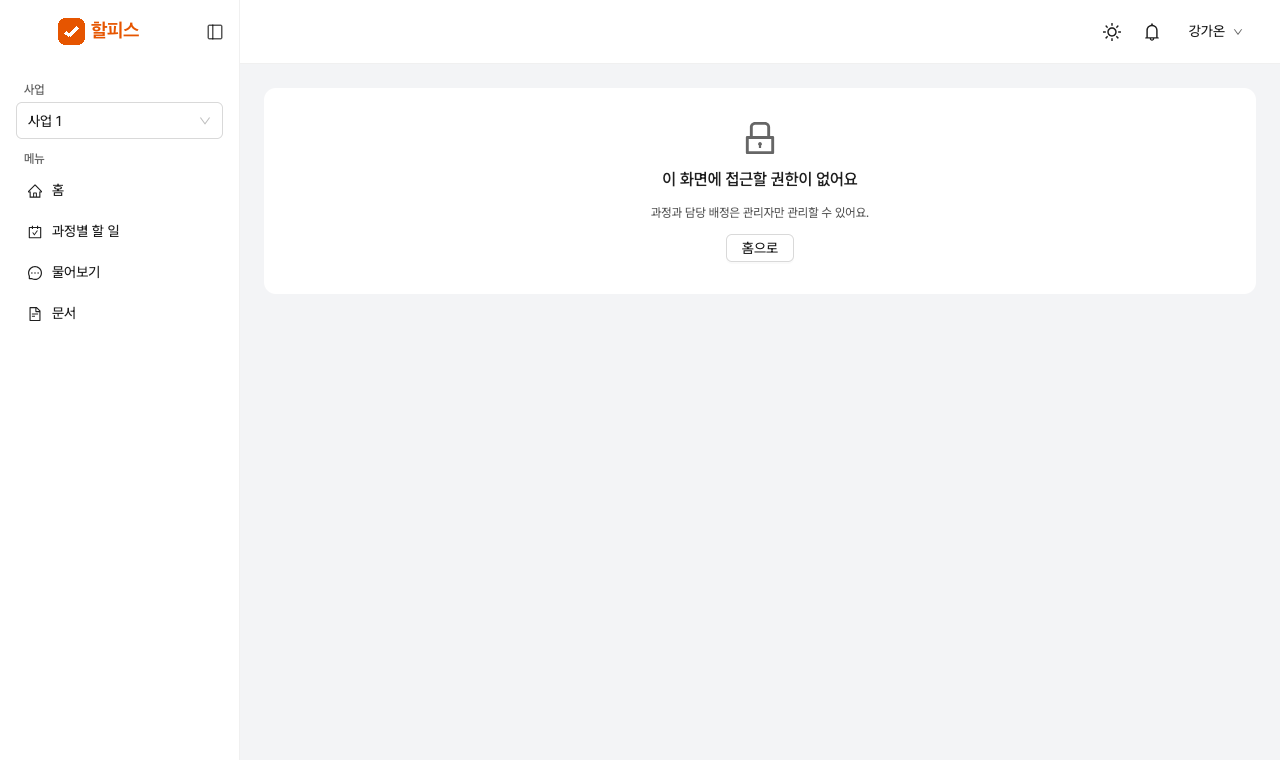 할피스
강가온
사업
사업 1
메뉴
홈
과정별 할 일
물어보기
문서
이 화면에 접근할 권한이 없어요
과정과 담당 배정은 관리자만 관리할 수 있어요.
홈으로